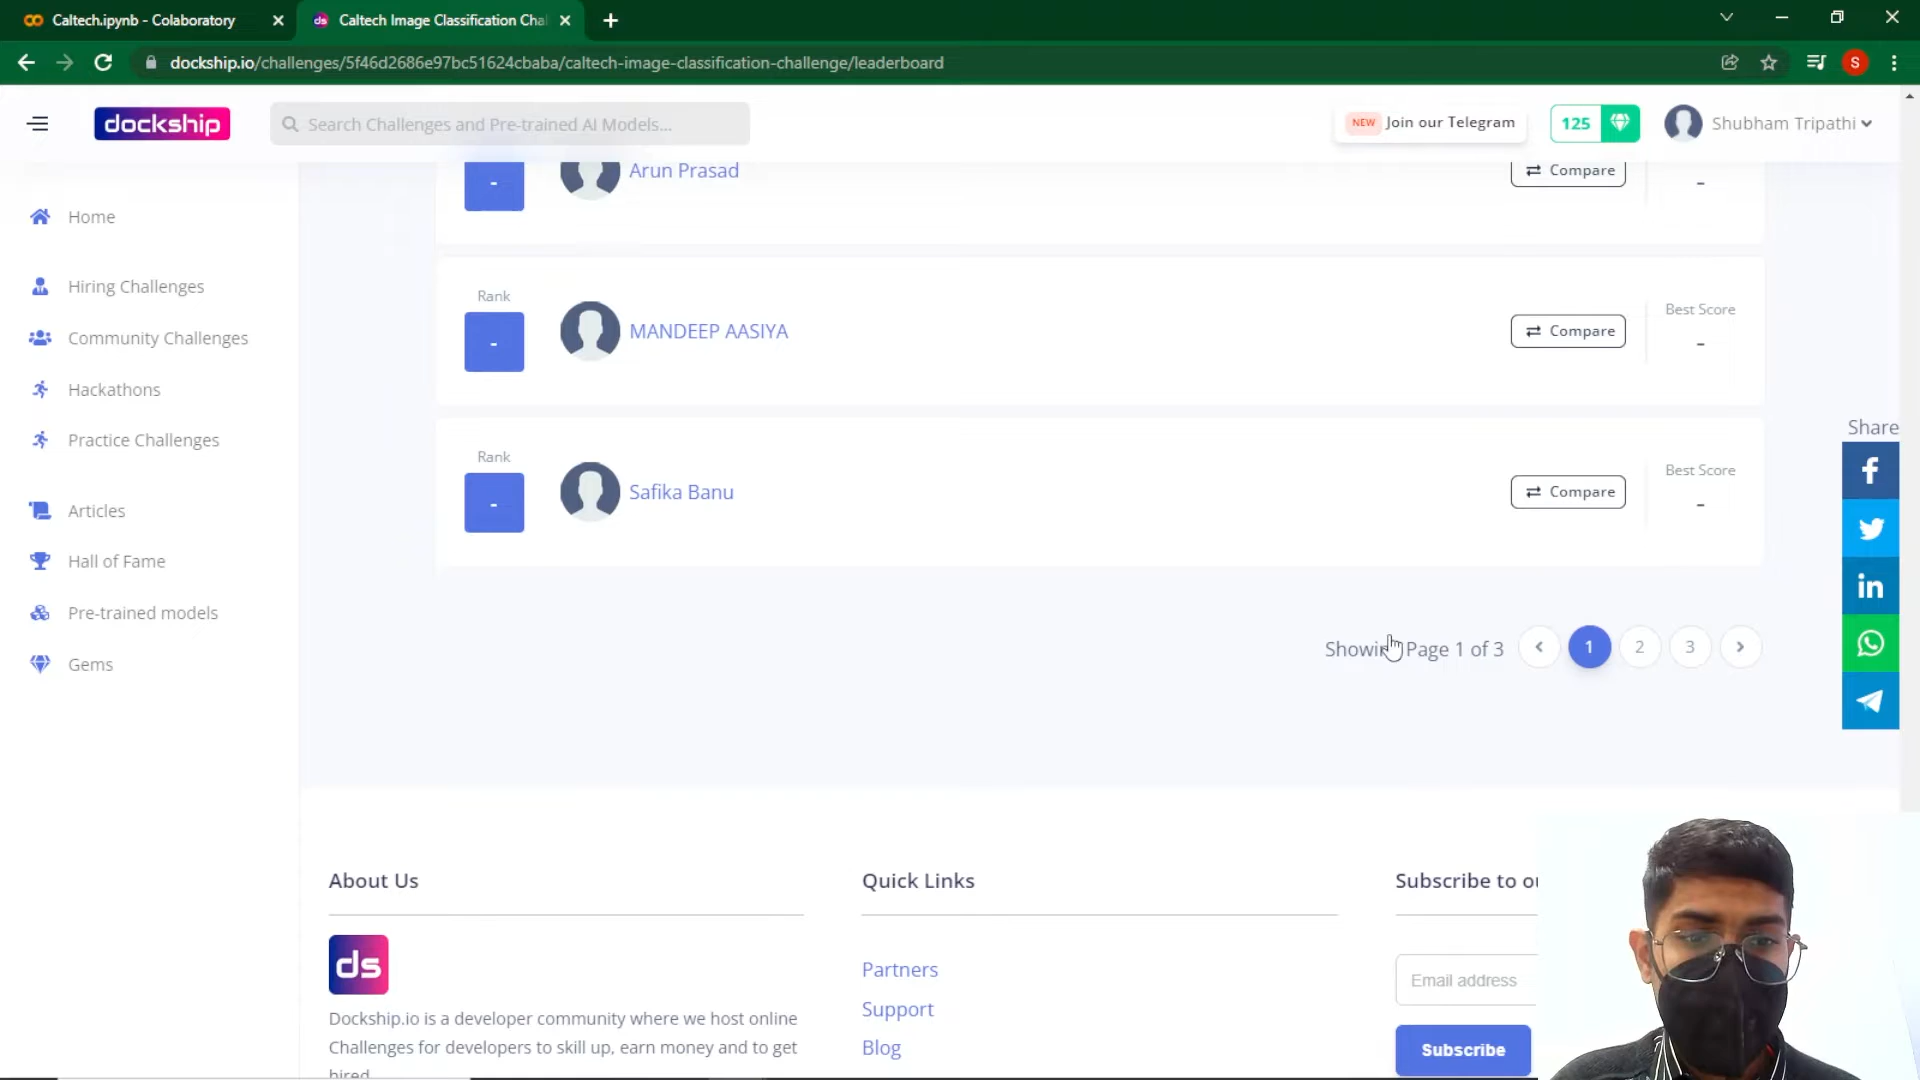 Caltech.ipynb - Colaboratory
Caltech Image Classification Cha
dockship.io/challenges/5f46d2686e97bc51624cbaba/caltech-image-classification-challenge/leaderboard
S
dockship
Search Challenges and Pre-trained AI Models...
NEW Join our Telegram
125
Shubham Tripathi
Home
Hiring Challenges
Community Challenges
Hackathons
Practice Challenges
Articles
Hall of Fame
Pre-trained models
Gems
-
Arun Prasad
Compare
-
Rank
-
MANDEEP AASIYA
Compare
Best Score
-
Rank
-
Safika Banu
Compare
Best Score
-
Share
Page 1 of 3
1
2
3
About Us
ds
Dockship.io is a developer community where we host online
Challenges for developers to skill up, earn money and to get
hired
Quick Links
Partners
Support
Blog
Subscribe to
Email address
Subscribe